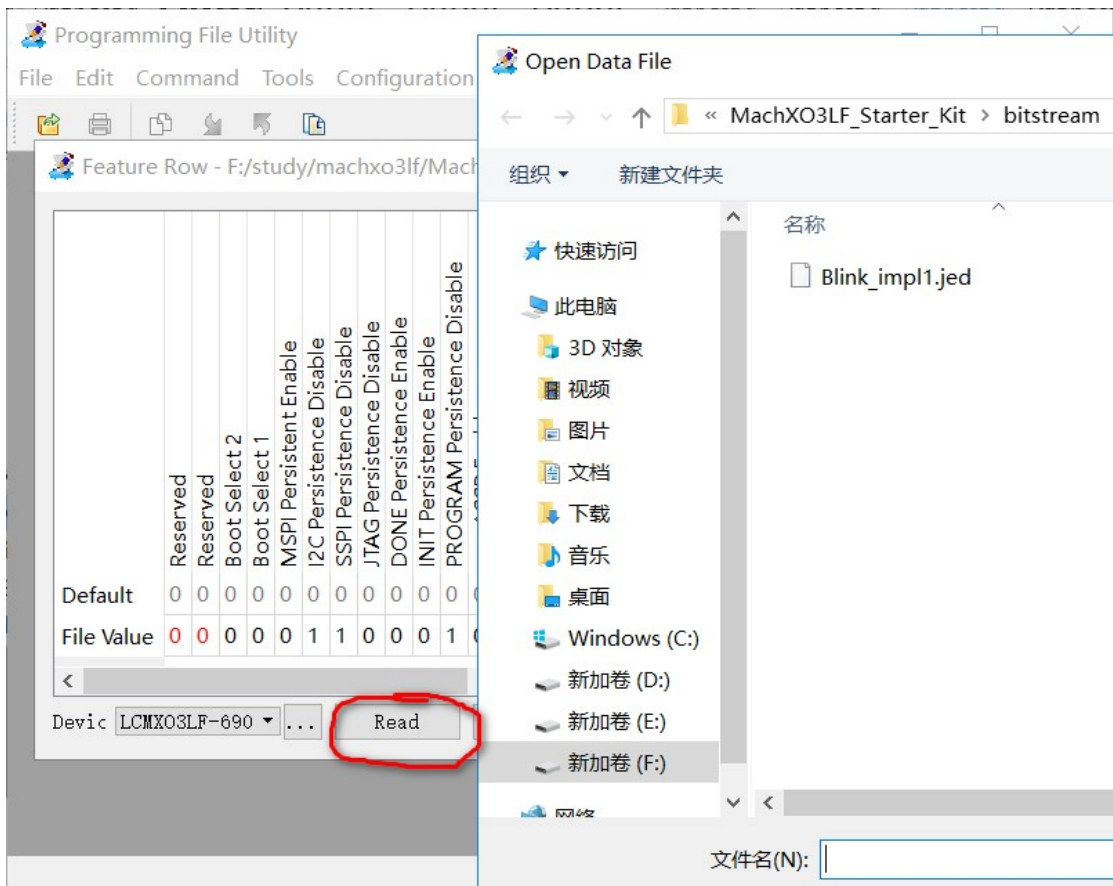 Programming File Utility
File Edit Command Tools Configuration
Feature Row - F:/study/machxo3lf/Mach
Reserved
Reserved
Boot Select 2
Boot Select 1
MSPI Persistent Enable
I2C Persistence Disable
SSPI Persistence Disable
JTAG Persistence Disable
DONE Persistence Enable
INIT Persistence Enable
PROGRAM Persistence Disable
Default 0 0 0 0 0 0 0 0 0 0 0
File Value 0 0 0 0 0 1 1 0 0 0 1
Devic LCMXO3LF-690 ... Read
Open Data File
« MachXO3LF_Starter_Kit > bitstream
组织 新建文件夹
名称
快速访问
Blink_impl1.jed
此电脑
3D 对象
视频
图片
文档
下载
音乐
桌面
Windows (C:)
新加卷 (D:)
新加卷 (E:)
新加卷 (F:)
网络
文件名(N):